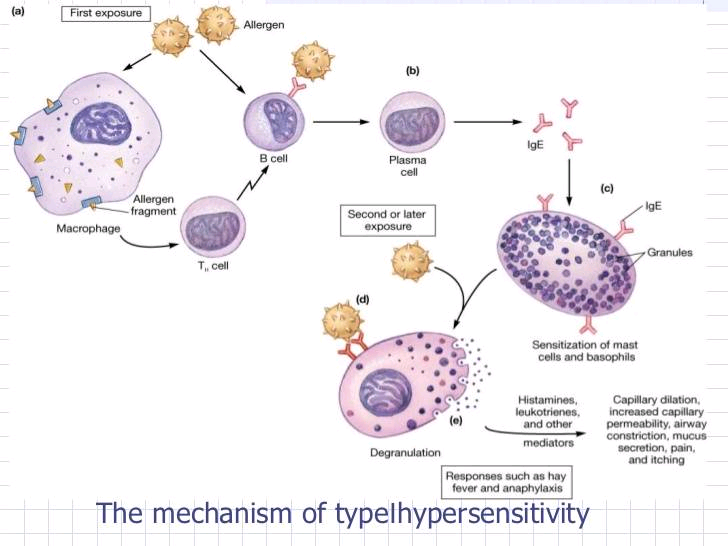 (a)
First exposure
Allergen
(b)
B cell
Plasma
cell
IgE
(c)
IgE
Granules
Allergen
fragment
Macrophage
Second or later
exposure
T cell
(d)
Sensitization of mast
cells and basophils
(e)
Degranulation
Histamines,
leukotrienes,
and other
mediators
Capillary dilation,
increased capillary
permeability, airway
constriction, mucus
secretion, pain,
and itching
Responses such as hay
fever and anaphylaxis
The mechanism of typeIhypersensitivity